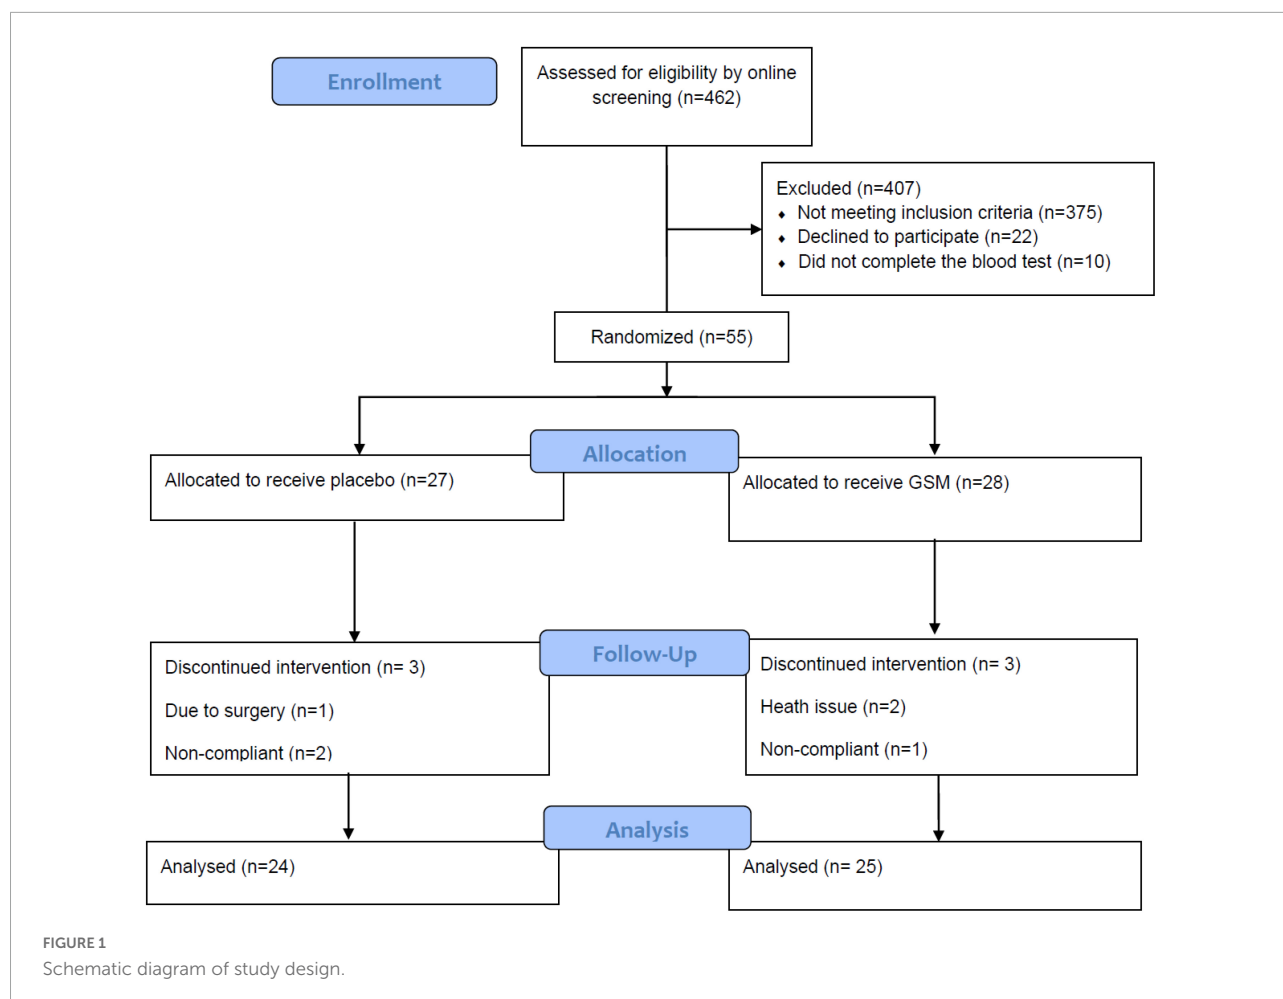 Enrollment
Assessed for eligibility by online
screening (n=462)
Excluded (n=407)
♦ Not meeting inclusion criteria (n=375)
♦ Declined to participate (n=22)
♦ Did not complete the blood test (n=10)
Randomized (n=55)
Allocation
Allocated to receive placebo (n=27)
Allocated to receive GSM (n=28)
Follow-Up
Discontinued intervention (n= 3)
Due to surgery (n=1)
Non-compliant (n=2)
Discontinued intervention (n= 3)
Heath issue (n=2)
Non-compliant (n=1)
Analysis
Analysed (n=24)
Analysed (n= 25)
FIGURE 1
Schematic diagram of study design.